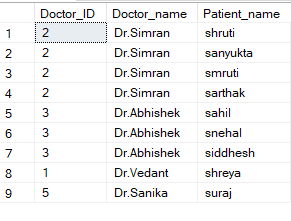 Doctor_ID Doctor_name Patient_name
1 2 Dr.Simran shruti
2 2 Dr.Simran sanyukta
3 2 Dr.Simran smruti
4 2 Dr.Simran sarthak
5 3 Dr.Abhishek sahil
6 3 Dr.Abhishek snehal
7 3 Dr.Abhishek siddhesh
8 1 Dr.Vedant shreya
9 5 Dr.Sanika suraj